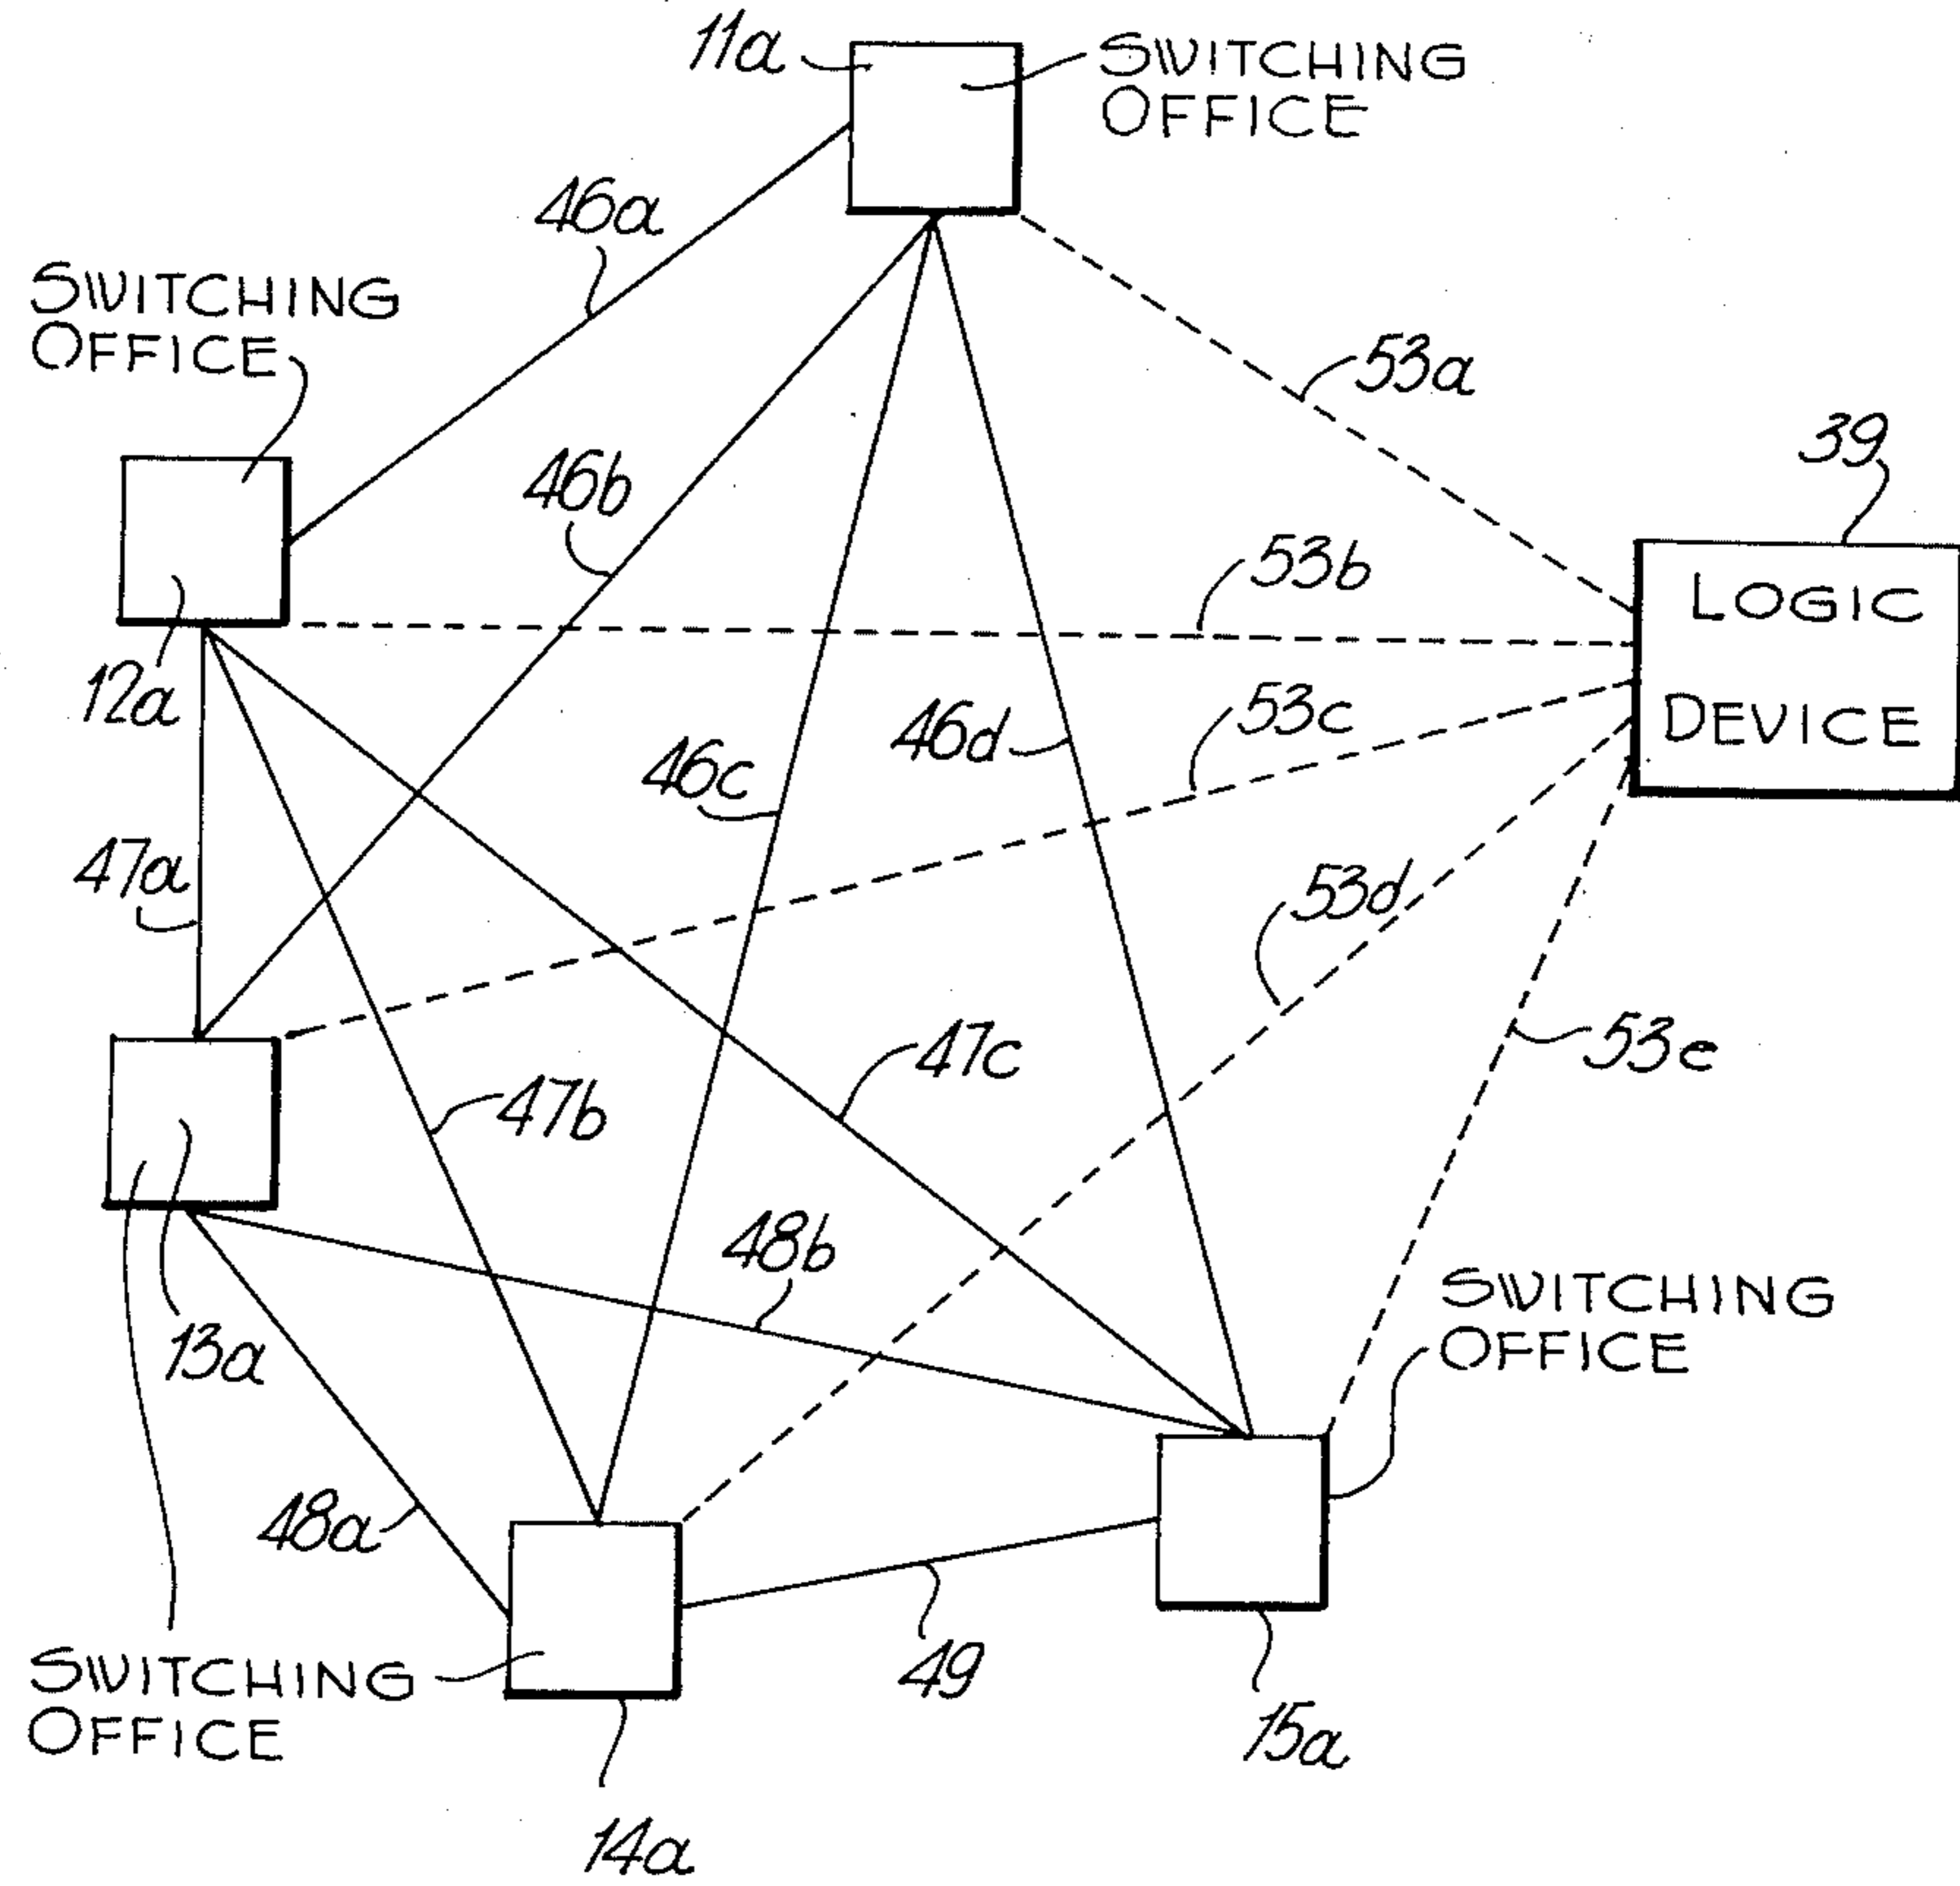 11a
SWITCHING
OFFICE
46a
SWITCHING
OFFICE
53a
39
46b
53b
LOGIC
DEVICE
12a
53c
46d
46c
47a
53d
47c
53e
47b
48b
SWITCHING
OFFICE
13a
48a
49
SWITCHING
OFFICE
15a
14a